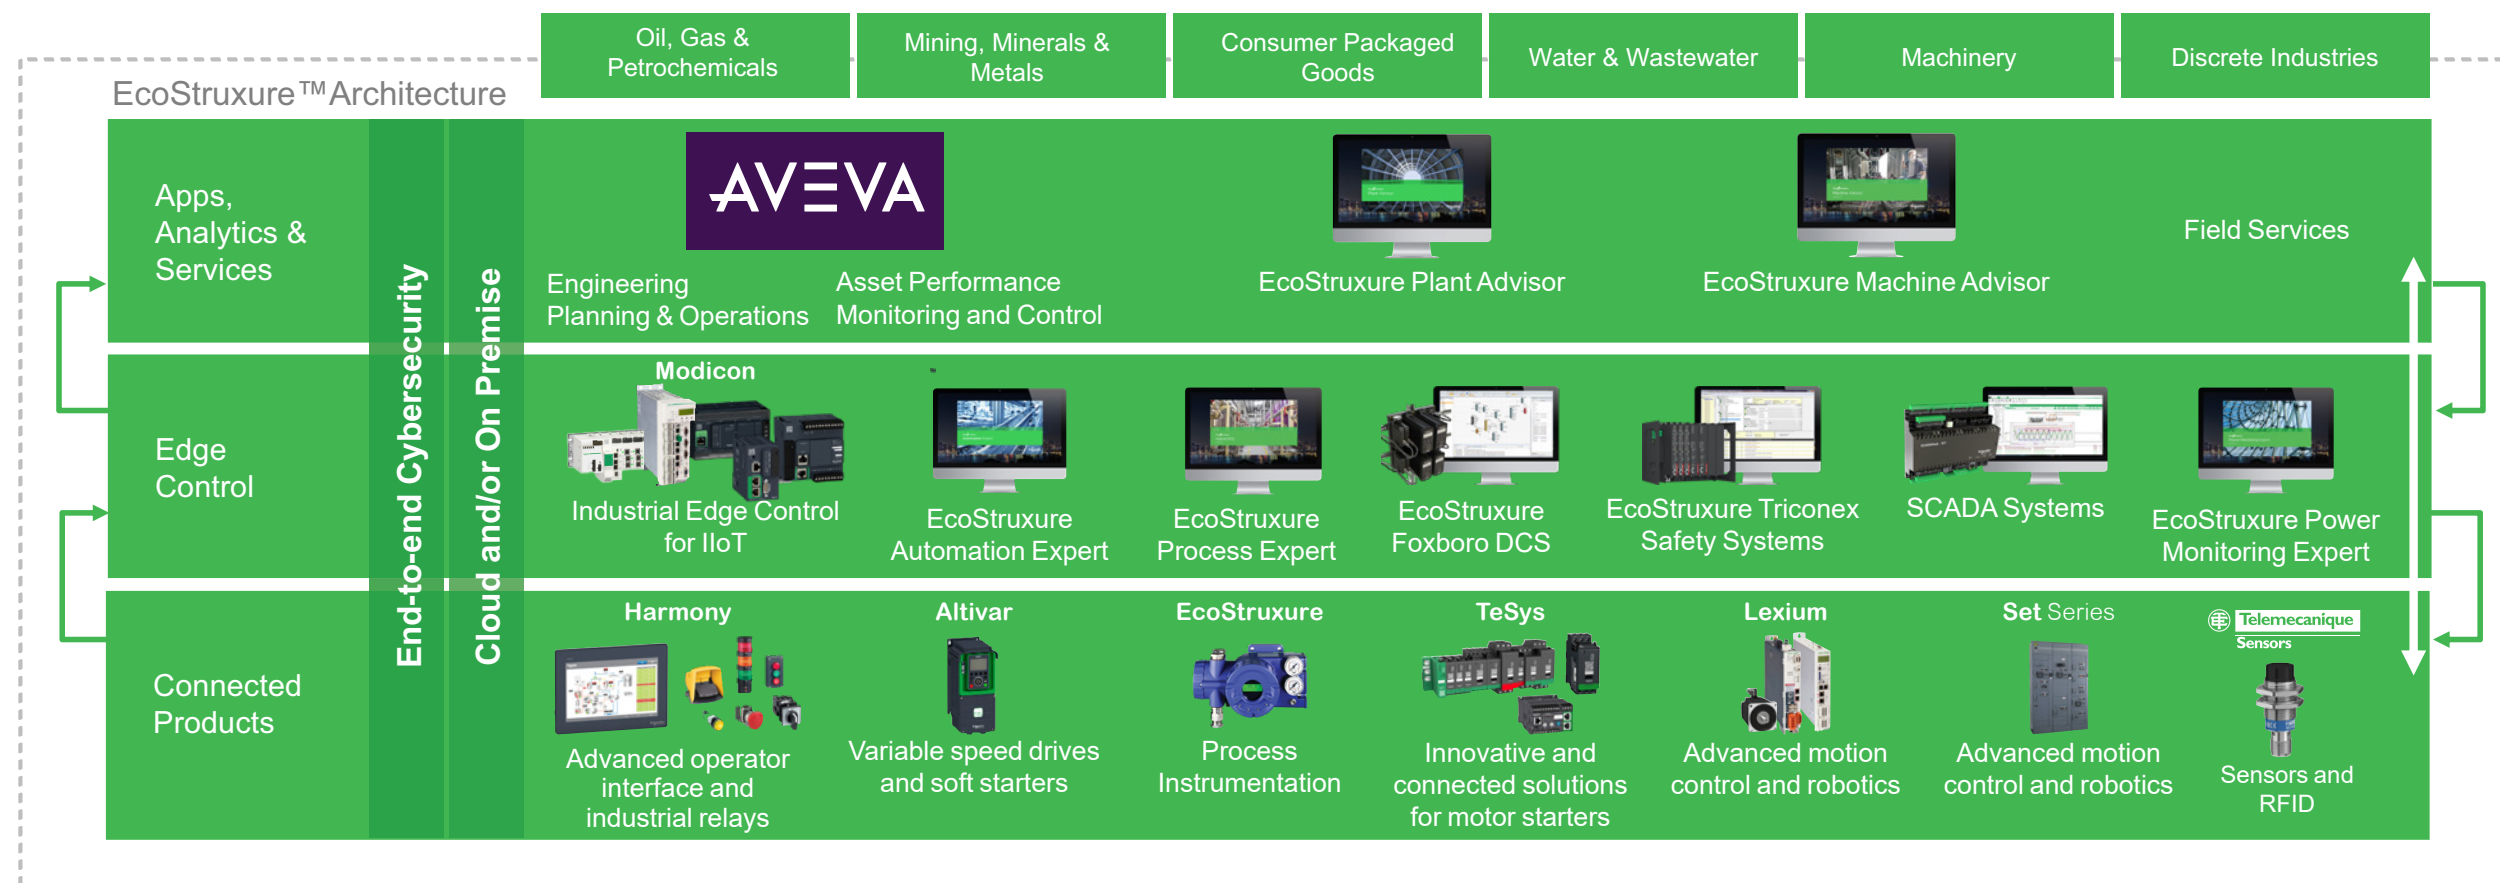 Oil, Gas &
Petrochemicals
Mining, Minerals &
Metals
Consumer Packaged
Goods
Water & Wastewater
Machinery
Discrete Industries
EcoStruxure™Architecture
Apps,
Analytics &
Services
End-to-end Cybersecurity
Cloud and/or On Premise
AVEVA
Engineering
Planning & Operations
Asset Performance
Monitoring and Control
EcoStruxure Plant Advisor
EcoStruxure Machine Advisor
Field Services
Edge
Control
Modicon
Industrial Edge Control
for IIoT
EcoStruxure
Automation Expert
EcoStruxure
Process Expert
EcoStruxure
Foxboro DCS
EcoStruxure Triconex
Safety Systems
SCADA Systems
EcoStruxure Power
Monitoring Expert
Connected
Products
Harmony
Advanced operator
interface and
industrial relays
Altivar
Variable speed drives
and soft starters
EcoStruxure
Process
Instrumentation
TeSys
Innovative and
connected solutions
for motor starters
Lexium
Advanced motion
control and robotics
Set Series
Advanced motion
control and robotics
Telemecanique
Sensors
Sensors and
RFID